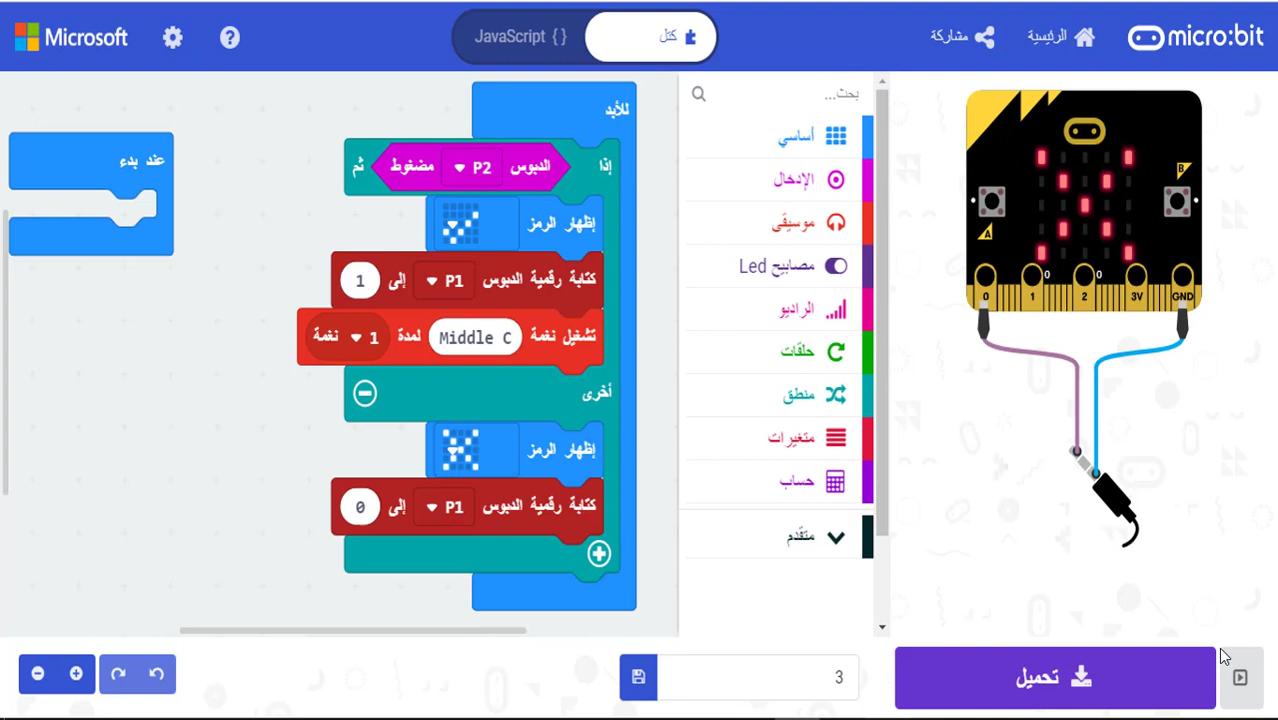 Microsoft
JavaScript {}
كتل
مشاركة
الرئيسية
micro:bit
للأبد
إذا الدبوس P2 مضغوط ثم
إظهار الرمز
كتابة رقمية الدبوس P1 إلى 1
تشغيل نغمة Middle C لمدة 1 نغمة
أخرى
إظهار الرمز
كتابة رقمية الدبوس P1 إلى 0
عند بدء
بحث...
أساسي
الإدخال
موسيقى
مصابيح Led
الراديو
حلقات
منطق
متغيرات
حساب
متقدم
B
A
0 0
0 1 2 3V GND
3
تحميل